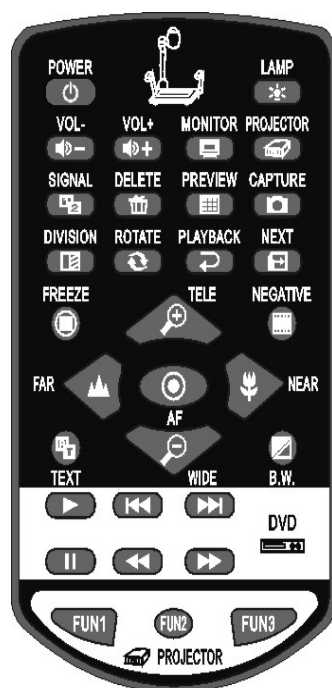 POWER LAMP
VOL- VOL+ MONITOR PROJECTOR
SIGNAL DELETE PREVIEW CAPTURE
DIVISION ROTATE PLAYBACK NEXT
FREEZE TELE NEGATIVE
FAR NEAR
AF
TEXT WIDE B.W.
DVD
FUN1 FUN2 FUN3
PROJECTOR